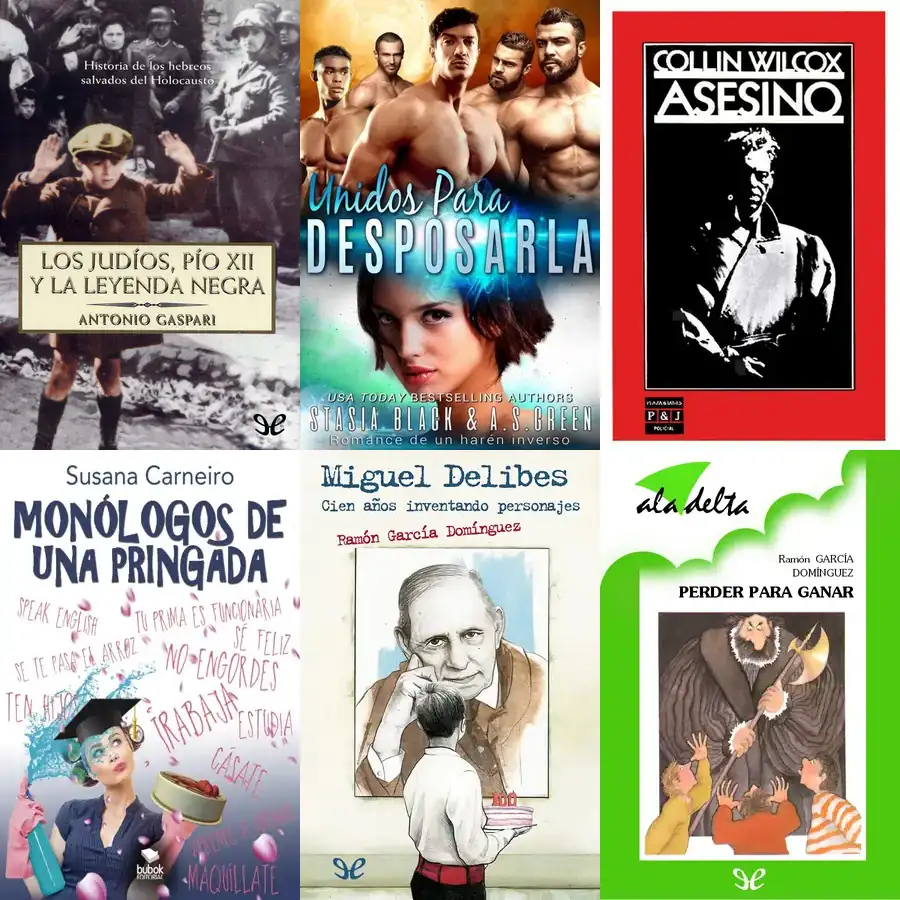 Historia de los hebreos
salvados del Holocausto
LOS JUDÍOS, PÍO XII
Y LA LEYENDA NEGRA
ANTONIO GASPARI
Unidos Para
DESPOSARLA
USA TODAY BESTSELLING AUTHORS
STASIA BLACK & A.S. GREEN
Romance de un harén inverso
COLLIN WILCOX
ASESINO
PLAZA & JANES
P & J
POLICIAL
Susana Carneiro
MONÓLOGOS DE
UNA PRINGADA
SPEAK ENGLISH
TU PRIMA ES FUNCIONARIA
SÉ FELIZ
SE TE PASA EL ARROZ
NO ENGORDES
TEN HIJOS
TRABAJA
ESTUDIA
CÁSATE
MAQUÍLLATE
bubok
EDITORIAL
Miguel Delibes
Cien años inventando personajes
Ramón García Domínguez
ala delta
Ramón GARCÍA
DOMÍNGUEZ
PERDER PARA GANAR